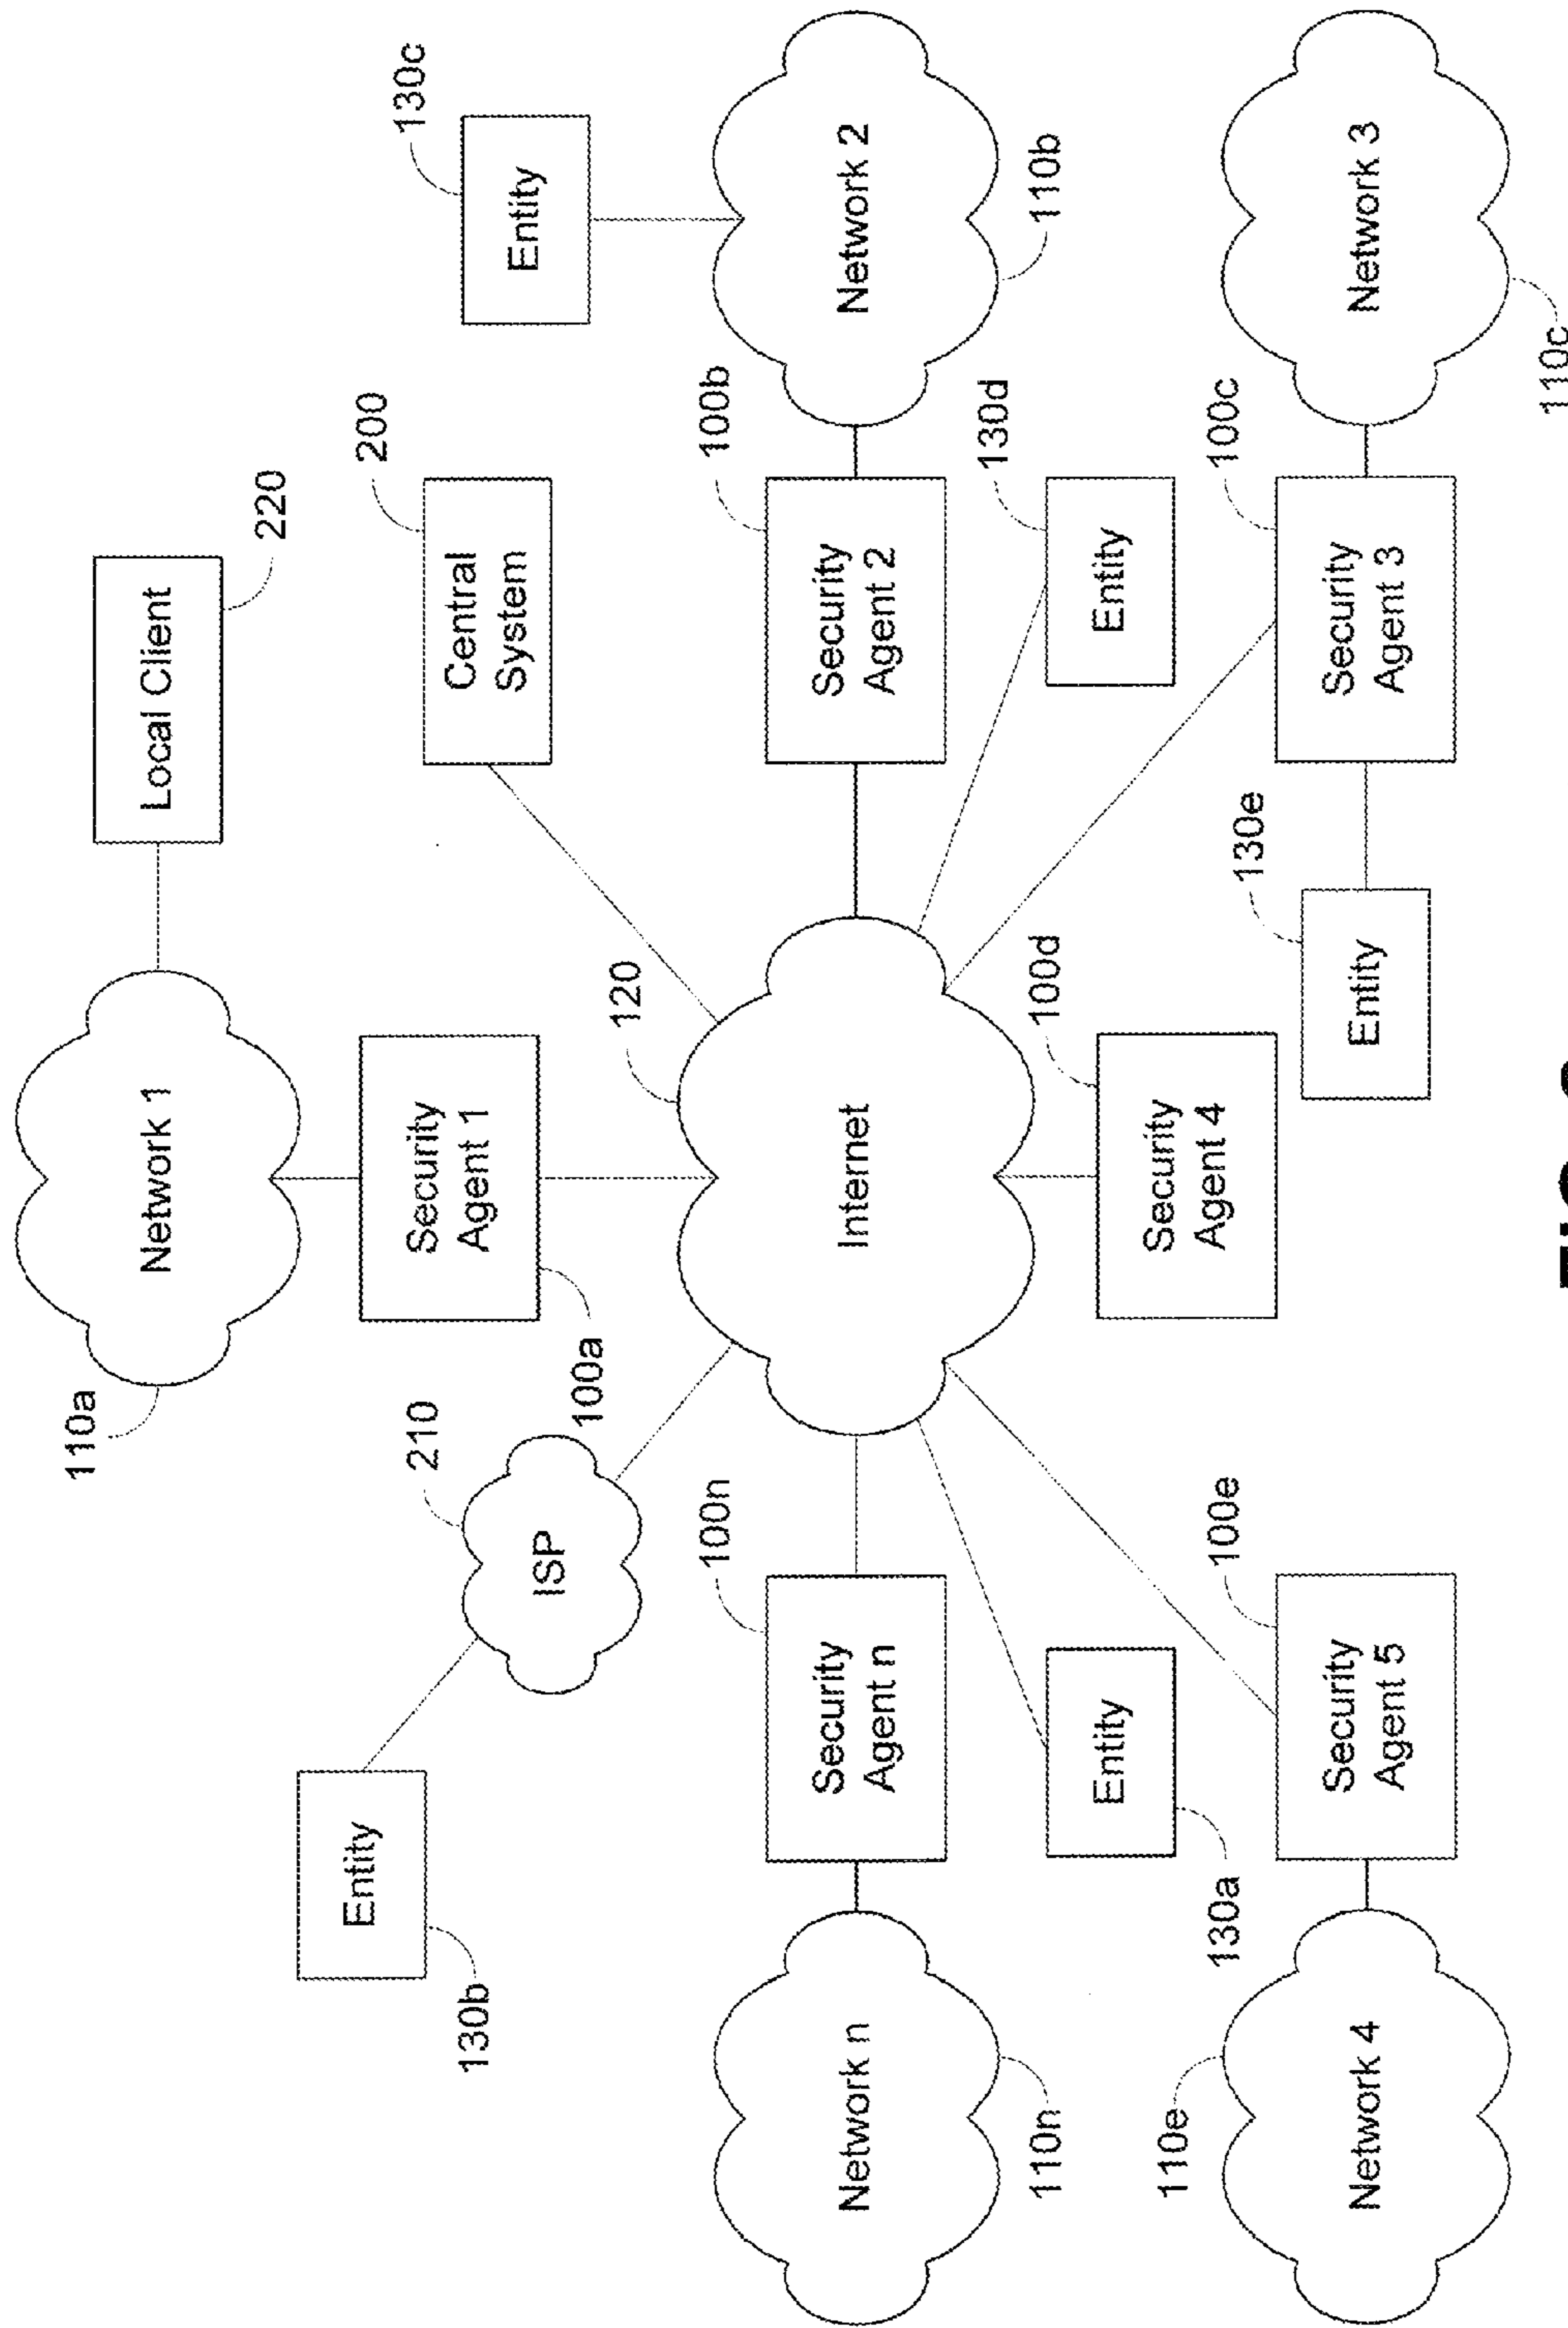 110a
Network 1
Local Client
220
Entity
130b
210
ISP
100a
Security
Agent 1
200
Central
System
130c
Entity
120
Internet
100n
Security
Agent n
Network n
110n
100b
Security
Agent 2
Network 2
110b
Entity
130a
100d
Security
Agent 4
130d
Entity
110e
Network 4
100e
Security
Agent 5
130e
Entity
100c
Security
Agent 3
Network 3
110c